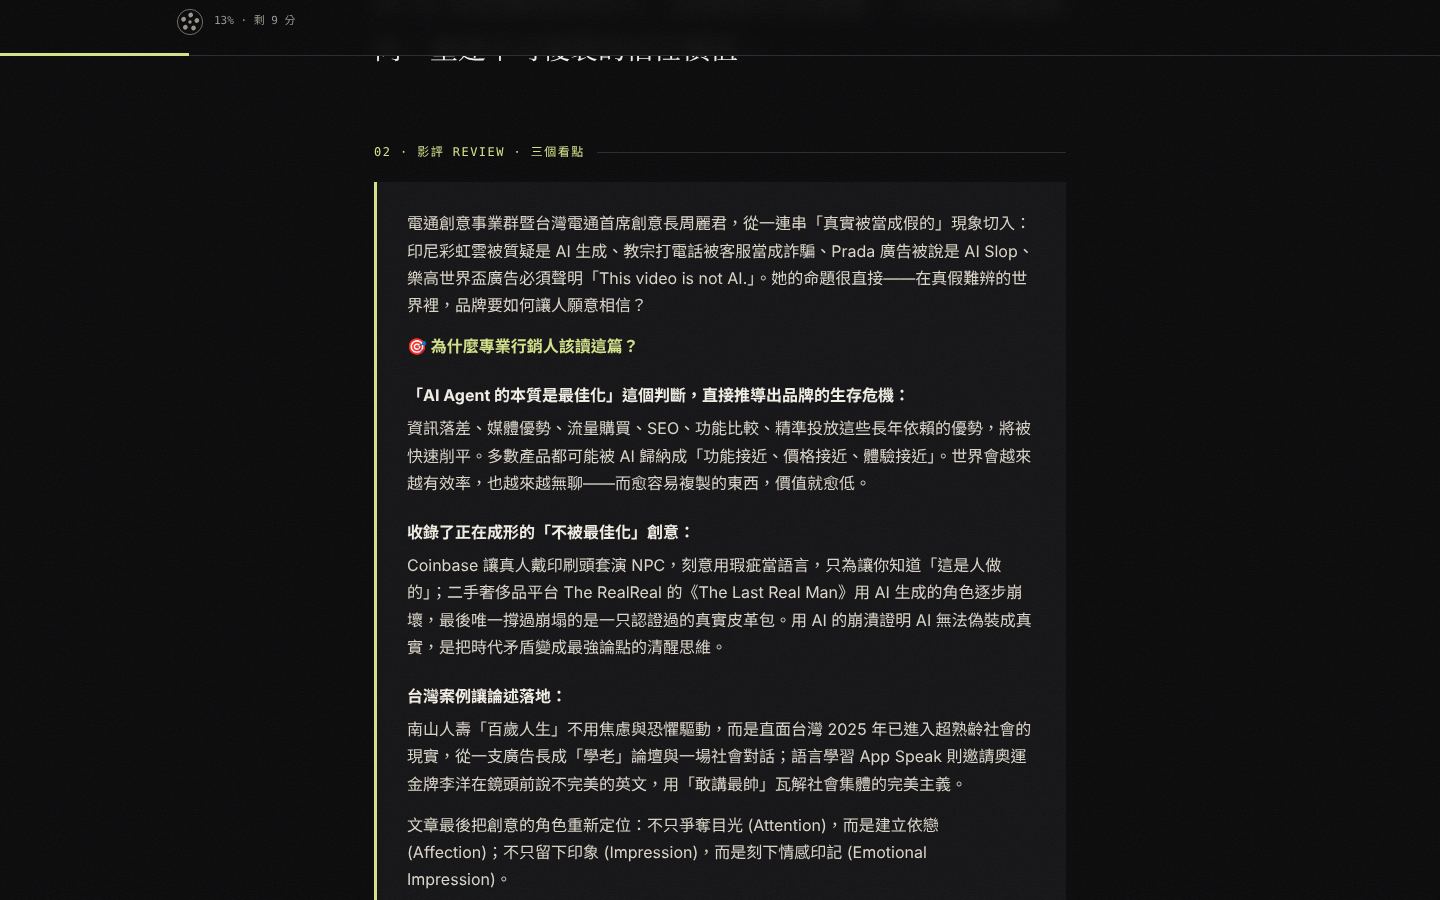 13% · 剩 9 分
02 · 影評 REVIEW · 三個看點
電通創意事業群暨台灣電通首席創意長周麗君，從一連串「真實被當成假的」現象切入：
印尼彩虹雲被質疑是 AI 生成、教宗打電話被客服當成詐騙、Prada 廣告被說是 AI Slop、
樂高世界盃廣告必須聲明「This video is not AI.」。她的命題很直接——在真假難辨的世
界裡，品牌要如何讓人願意相信？
🎯 為什麼專業行銷人該讀這篇？
「AI Agent 的本質是最佳化」這個判斷，直接推導出品牌的生存危機：
資訊落差、媒體優勢、流量購買、SEO、功能比較、精準投放這些長年依賴的優勢，將被
快速削平。多數產品都可能被 AI 歸納成「功能接近、價格接近、體驗接近」。世界會越來
越有效率，也越來越無聊——而愈容易複製的東西，價值就愈低。
收錄了正在成形的「不被最佳化」創意：
Coinbase 讓真人戴印刷頭套演 NPC，刻意用瑕疵當語言，只為讓你知道「這是人做
的」；二手奢侈品平台 The RealReal 的《The Last Real Man》用 AI 生成的角色逐步崩
壞，最後唯一撐過崩塌的是一只認證過的真實皮革包。用 AI 的崩潰證明 AI 無法偽裝成真
實，是把時代矛盾變成最強論點的清醒思維。
台灣案例讓論述落地：
南山人壽「百歲人生」不用焦慮與恐懼驅動，而是直面台灣 2025 年已進入超熟齡社會的
現實，從一支廣告長成「學老」論壇與一場社會對話；語言學習 App Speak 則邀請奧運
金牌李洋在鏡頭前說不完美的英文，用「敢講最帥」瓦解社會集體的完美主義。
文章最後把創意的角色重新定位：不只爭奪目光 (Attention)，而是建立依戀
(Affection)；不只留下印象 (Impression)，而是刻下情感印記 (Emotional
Impression)。